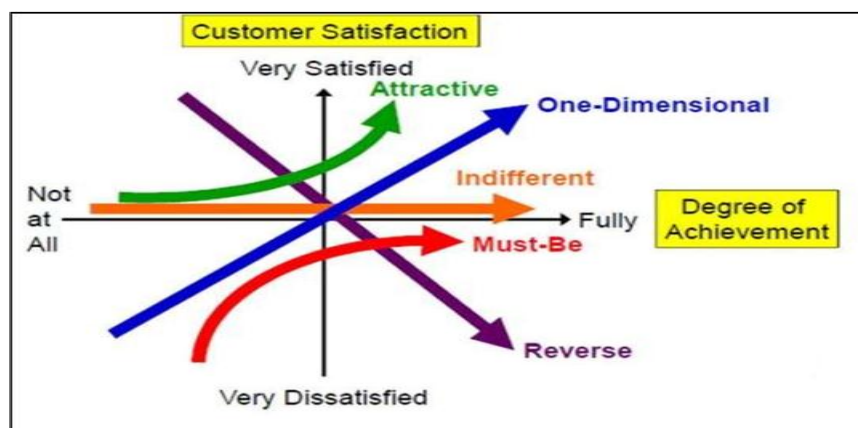 Customer Satisfaction
Very Satisfied
Attractive
One-Dimensional
Indifferent
Not
at
All
Fully
Degree of
Achievement
Must-Be
Reverse
Very Dissatisfied